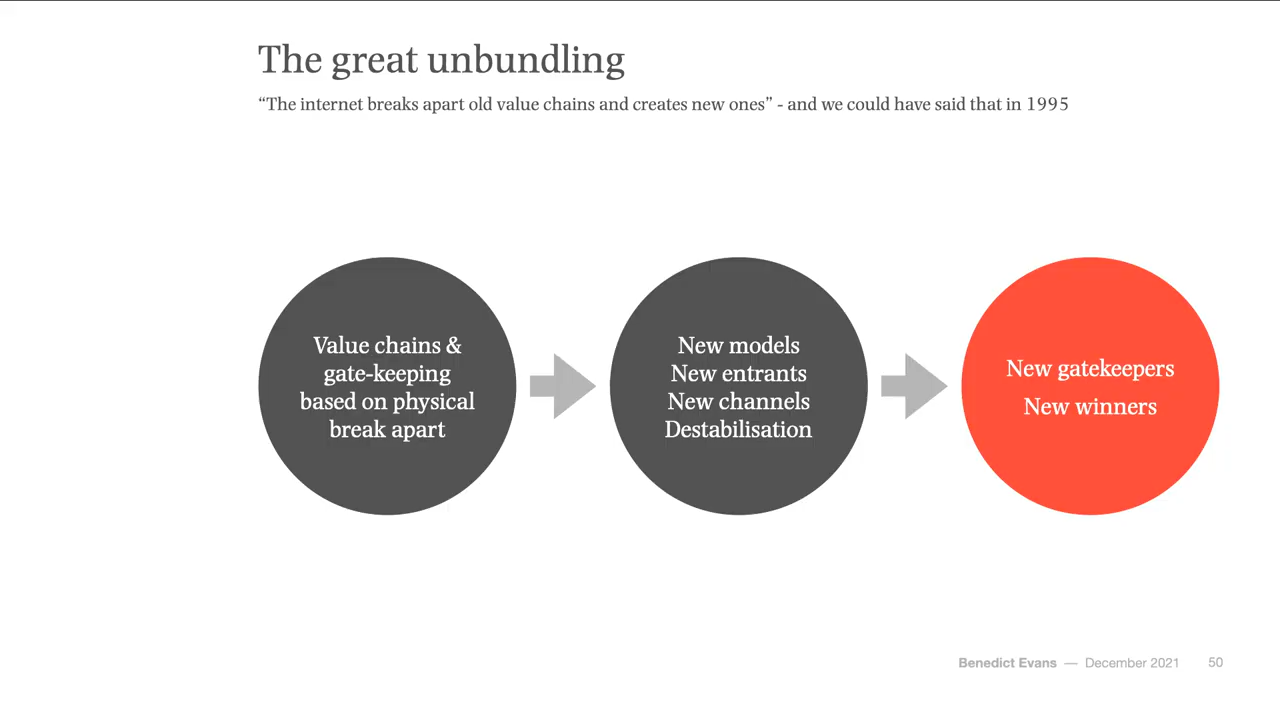 The great unbundling
“The internet breaks apart old value chains and creates new ones” - and we could have said that in 1995
Value chains &
gate-keeping
based on physical
break apart
New models
New entrants
New channels
Destabilisation
New gatekeepers
New winners
Benedict Evans — December 2021 50